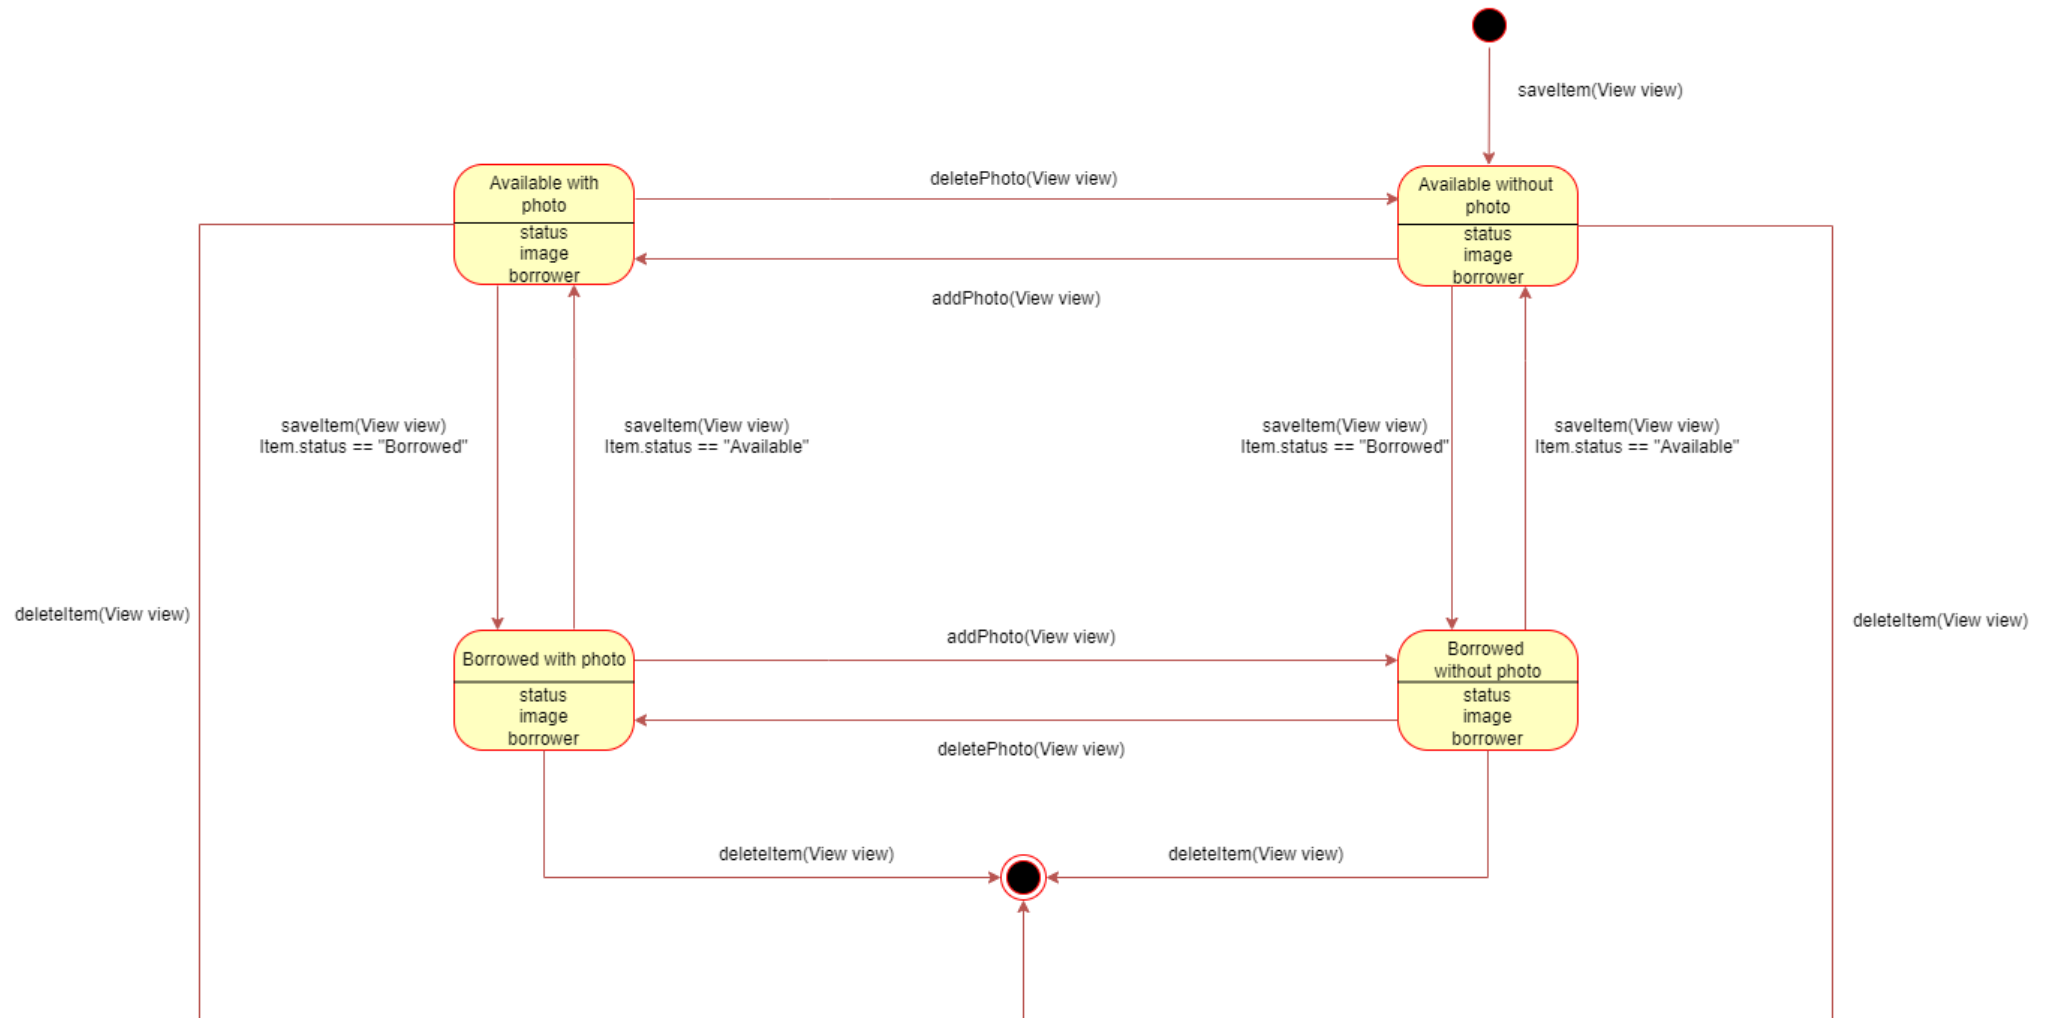 saveItem(View view)
Available with
photo
status
image
borrower
deletePhoto(View view)
addPhoto(View view)
Available without
photo
status
image
borrower
saveItem(View view)
Item.status == "Borrowed"
saveItem(View view)
Item.status == "Available"
saveItem(View view)
Item.status == "Borrowed"
saveItem(View view)
Item.status == "Available"
deleteItem(View view)
deleteItem(View view)
Borrowed with photo
status
image
borrower
addPhoto(View view)
deletePhoto(View view)
Borrowed
without photo
status
image
borrower
deleteItem(View view)
deleteItem(View view)